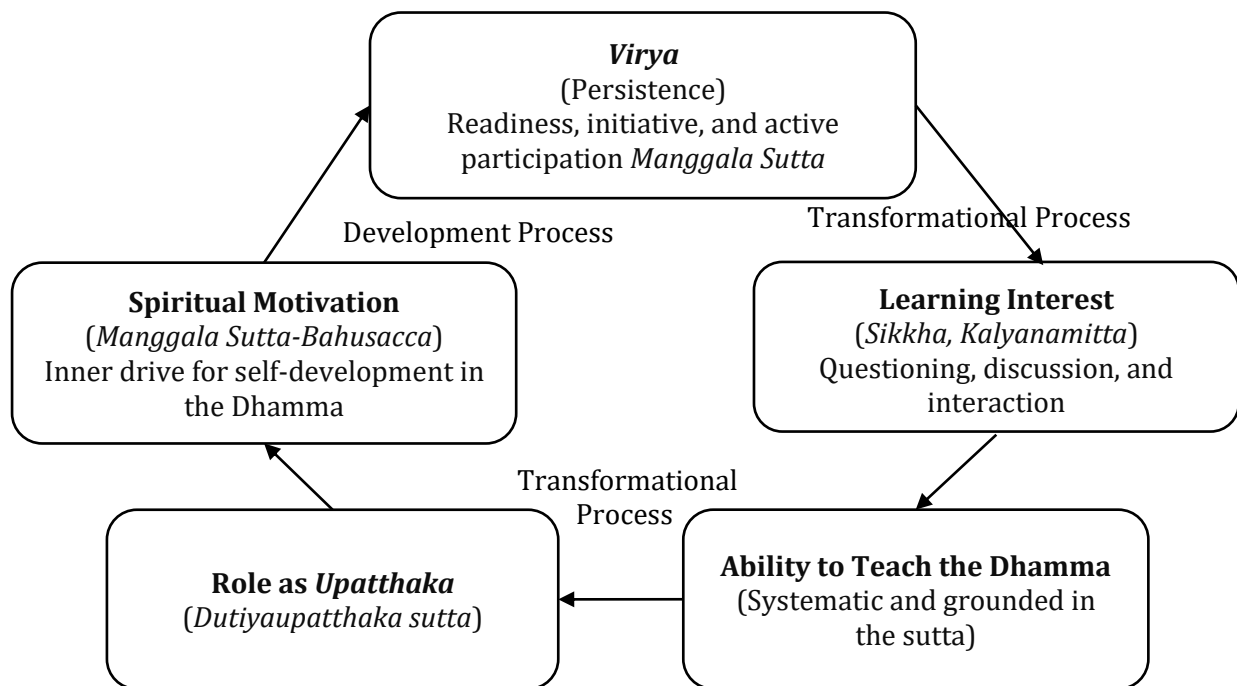 Virya
(Persistence)
Readiness, initiative, and active
participation Manggala Sutta
Development Process
Transformational Process
Spiritual Motivation
(Manggala Sutta-Bahusacca)
Inner drive for self-development in
the Dhamma
Learning Interest
(Sikkha, Kalyanamitta)
Questioning, discussion, and
interaction
Transformational
Process
Role as Upatthaka
(Dutiyaupatthaka sutta)
Ability to Teach the Dhamma
(Systematic and grounded in
the sutta)